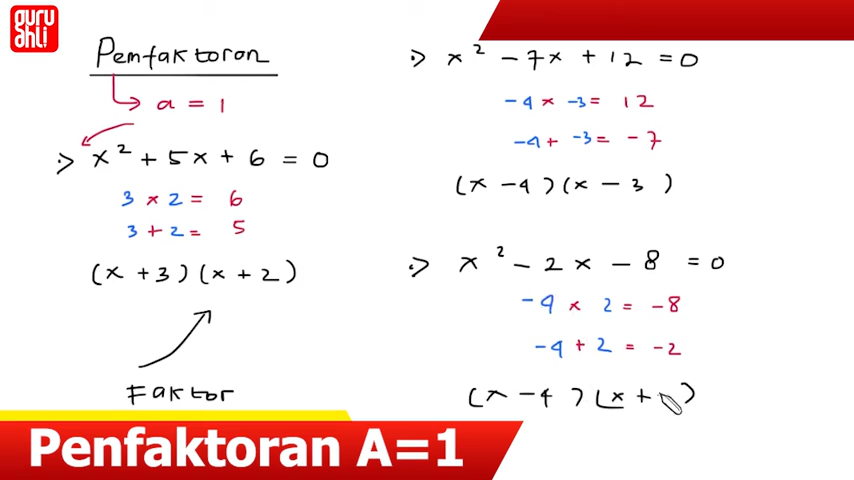 guru
ahli
Penfaktoran
a = 1
x² + 5x + 6 = 0
3 × 2 = 6
3 + 2 = 5
(x + 3)(x + 2)
Faktor
x² - 7x + 12 = 0
-4 × -3 = 12
-4 + -3 = -7
(x - 4)(x - 3)
x² - 2x - 8 = 0
-4 × 2 = -8
-4 + 2 = -2
(x - 4)(x + )
Penfaktoran A=1